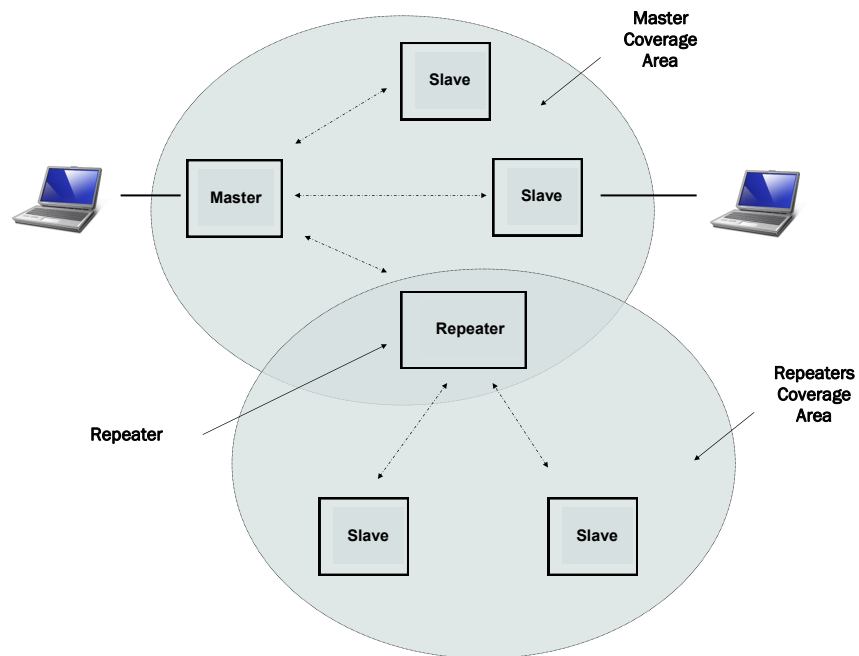 Master
Coverage
Area
Slave
Master
Slave
Repeater
Repeaters
Coverage
Area
Repeater
Slave
Slave